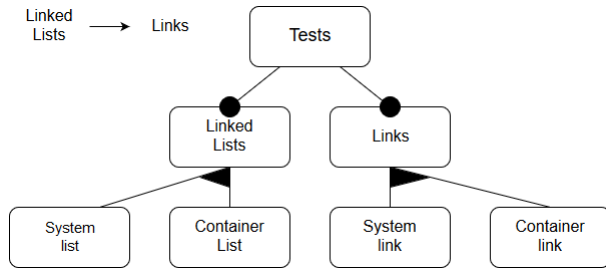 Linked
Lists
Links
Tests
Linked
Lists
Links
System
list
Container
List
System
link
Container
link